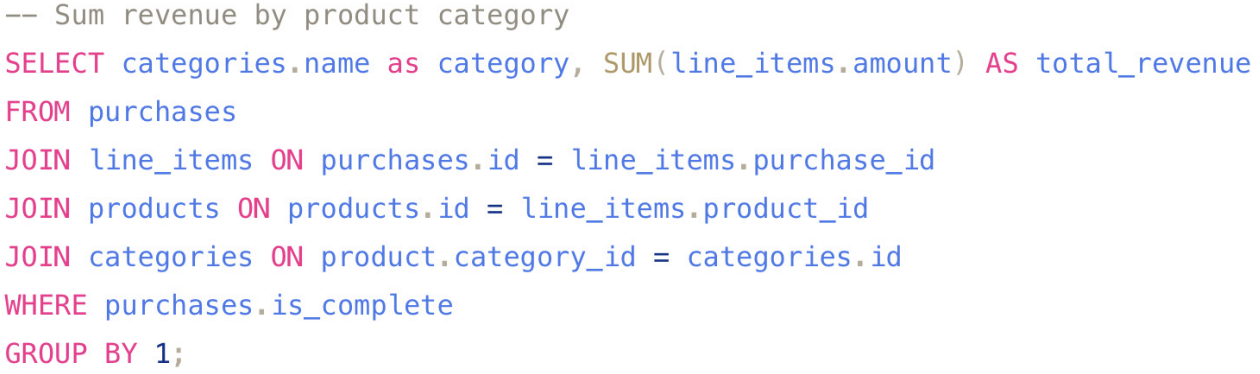 -- Sum revenue by product category
SELECT categories.name as category, SUM(line_items.amount) AS total_revenue
FROM purchases
JOIN line_items ON purchases.id = line_items.purchase_id
JOIN products ON products.id = line_items.product_id
JOIN categories ON product.category_id = categories.id
WHERE purchases.is_complete
GROUP BY 1;